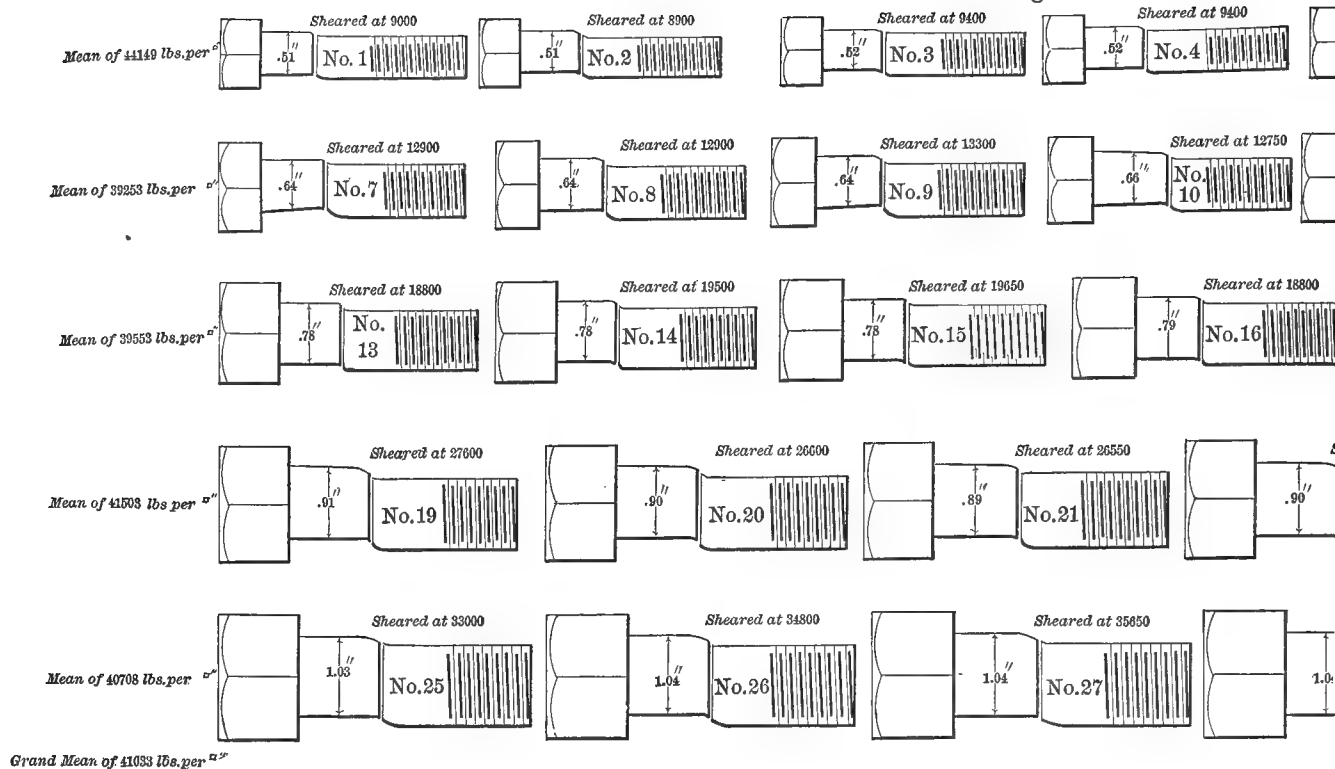 Sheared at 9000 Sheared at 8900 Sheared at 9400 Sheared at 9400
Mean of 44149 lbs. per □" .51" No. 1 .51" No. 2 .52" No. 3 .52" No. 4
Sheared at 12900 Sheared at 12900 Sheared at 13300 Sheared at 12750
Mean of 39253 lbs. per □" .64" No. 7 .64" No. 8 .64" No. 9 .66" No. 10
Sheared at 18800 Sheared at 19500 Sheared at 19650 Sheared at 18800
Mean of 39553 lbs. per □" .78" No. 13 .78" No. 14 .78" No. 15 .79" No. 16
Sheared at 27600 Sheared at 26600 Sheared at 26550 S
Mean of 41503 lbs per □" .91" No. 19 .90" No. 20 .89" No. 21 .90"
Sheared at 33000 Sheared at 34800 Sheared at 35650
Mean of 40708 lbs. per □" 1.03" No. 25 1.04" No. 26 1.04" No. 27
Grand Mean of 41033 lbs. per □"